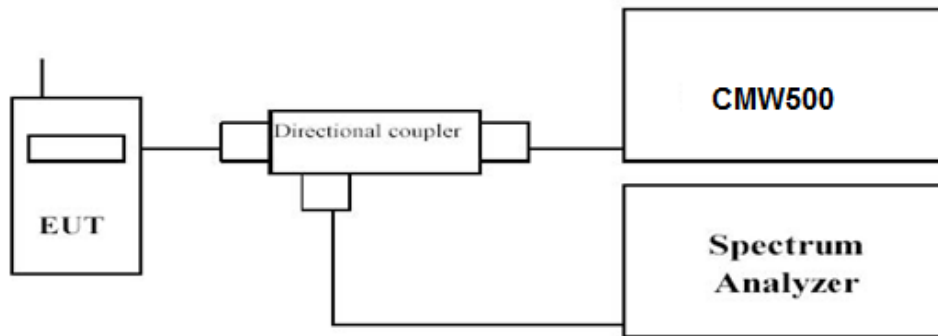 EUT
Directional coupler
CMW500
Spectrum
Analyzer